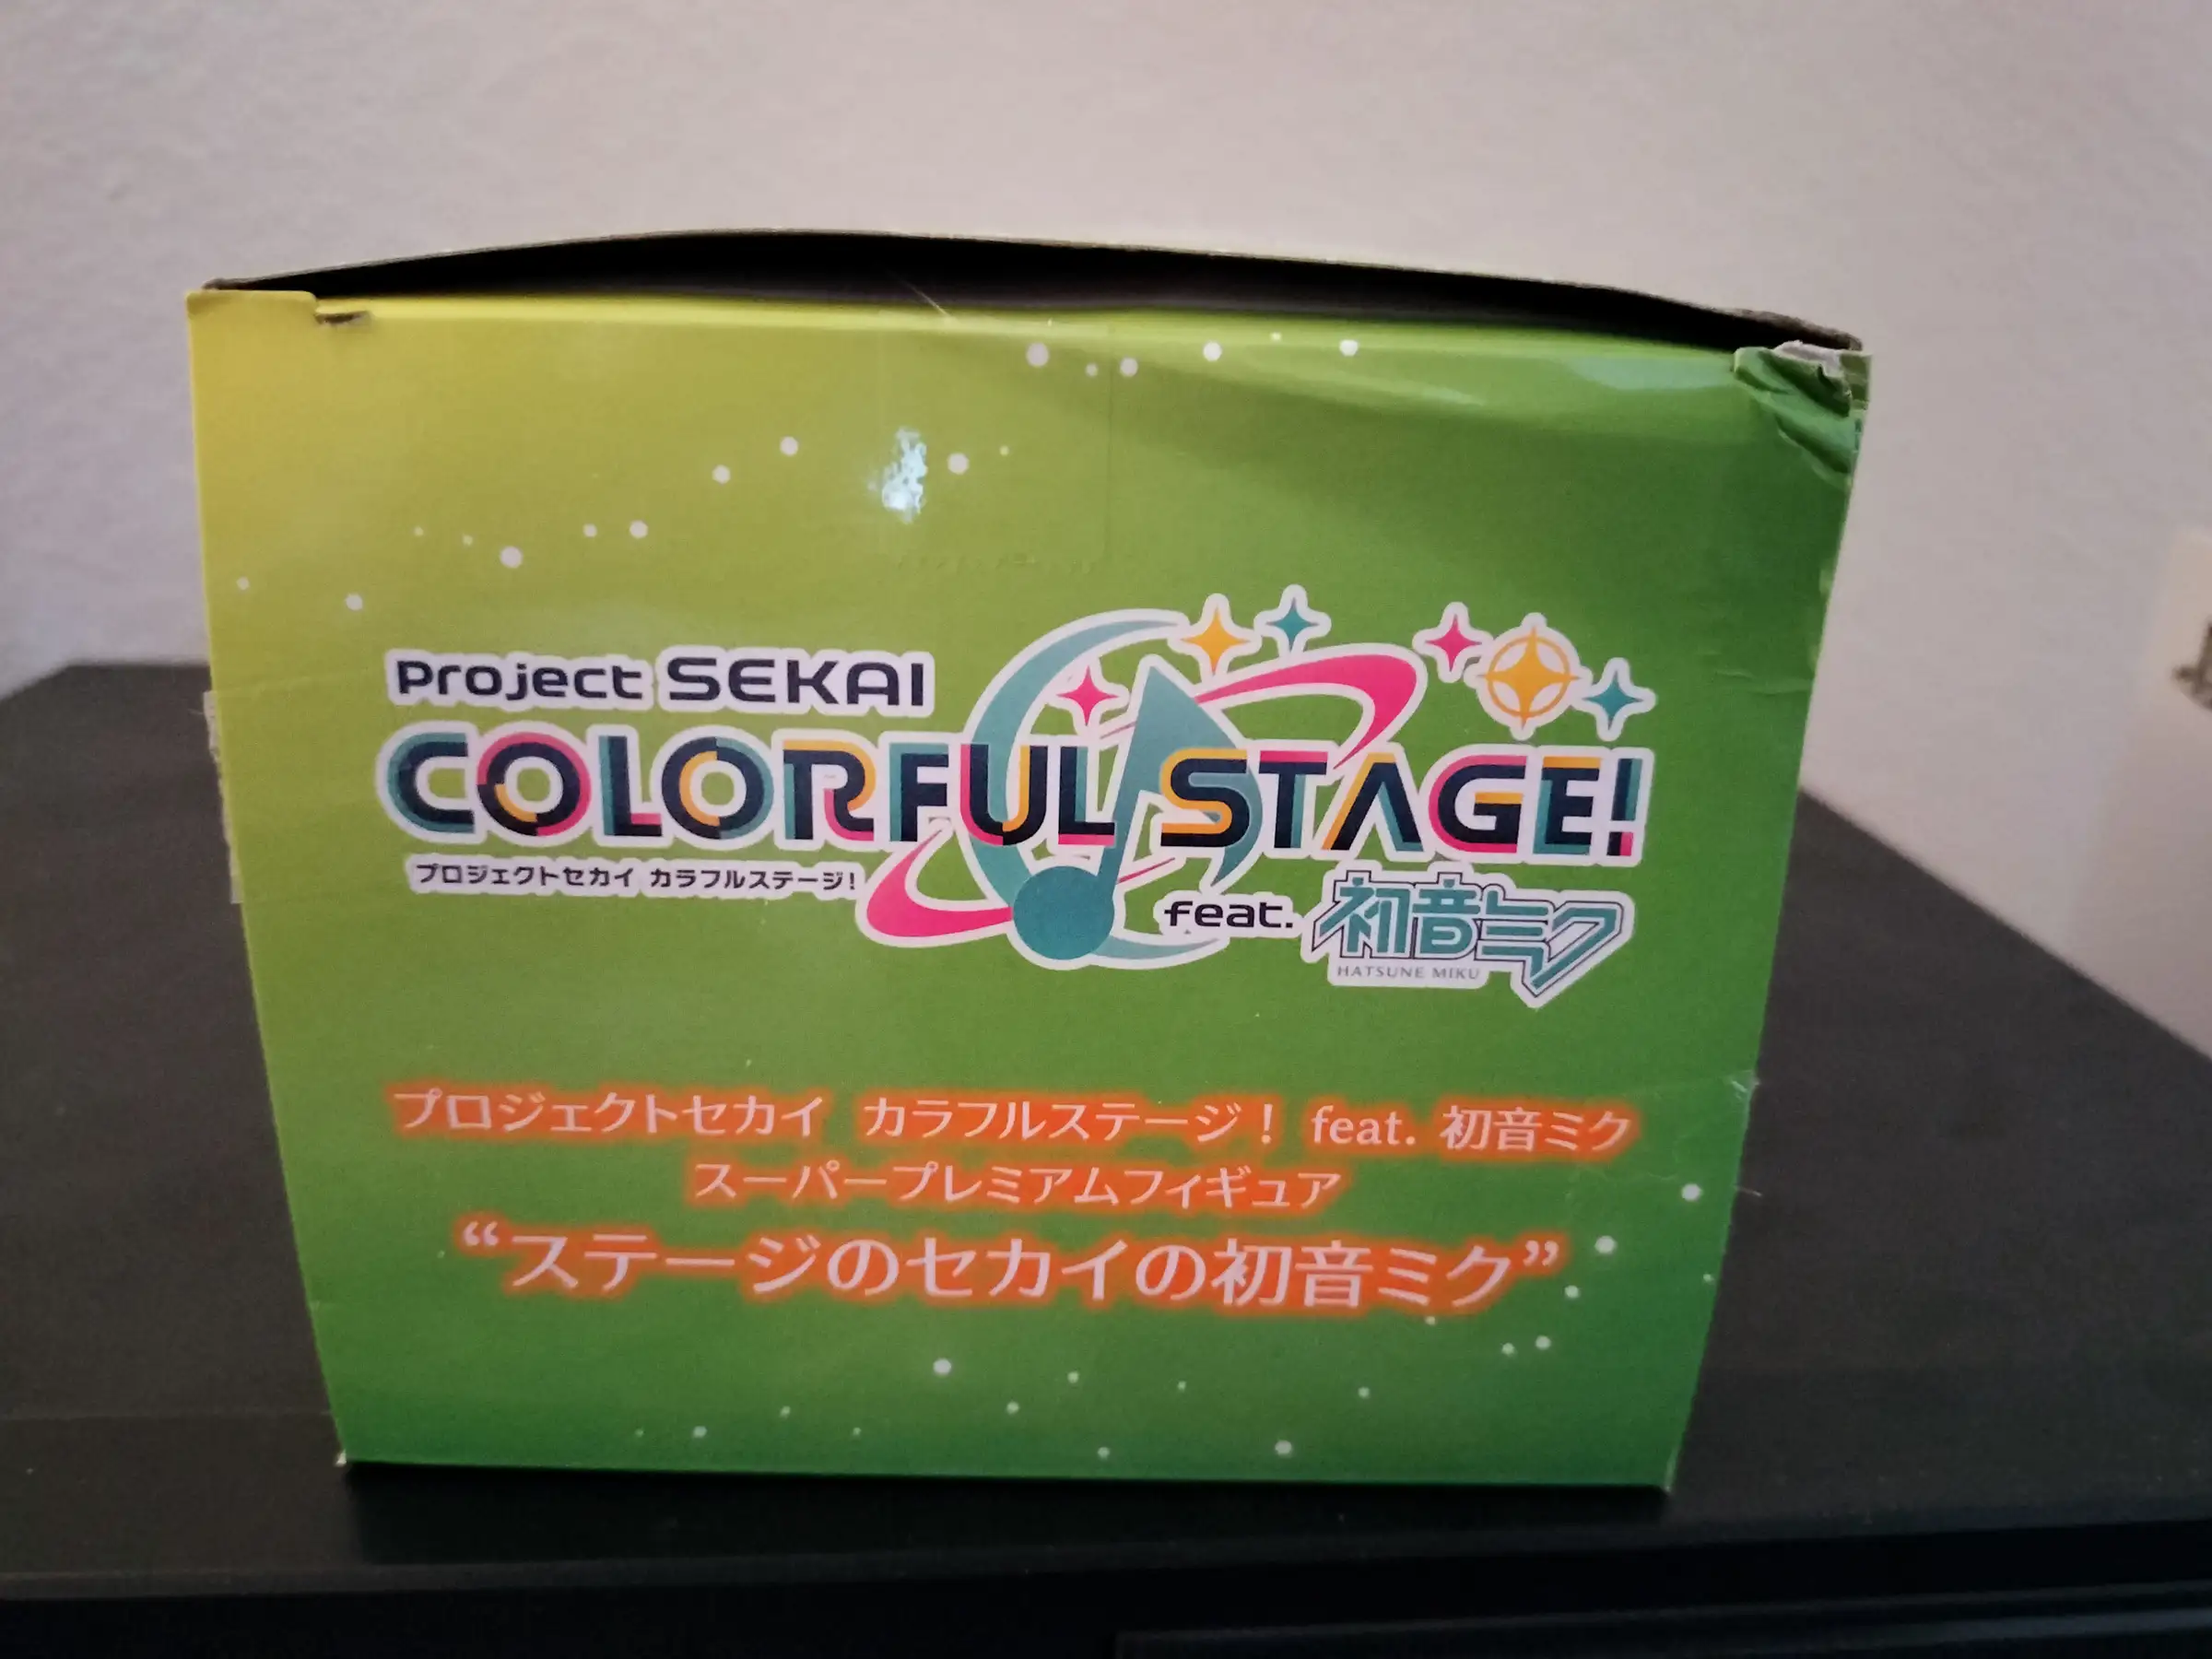 Project SEKAI
COLORFUL STAGE!
プロジェクトセカイ カラフルステージ!
feat. 初音ミク
HATSUNE MIKU
プロジェクトセカイ カラフルステージ! feat. 初音ミク
スーパープレミアムフィギュア
“ステージのセカイの初音ミク”